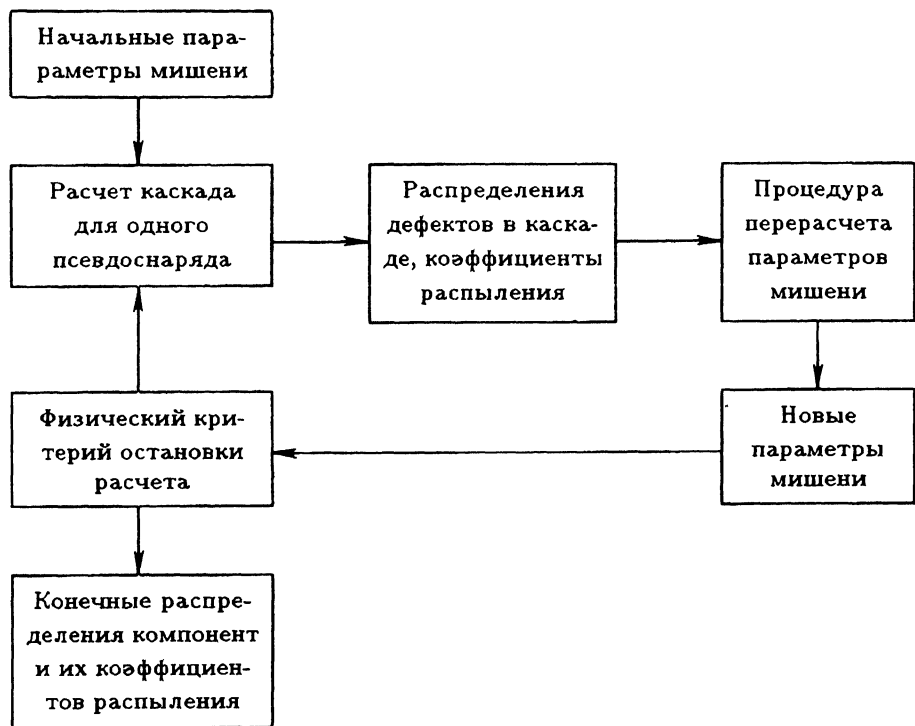 Начальные пара-
раметры мишени
Расчет каскада
для одного
псевдоснаряда
Распределения
дефектов в каска-
де, коэффициенты
распыления
Процедура
перерасчета
параметров
мишени
Физический кри-
терий остановки
расчета
Новые
параметры
мишени
Конечные распре-
деления компонент
и их коэффициен-
тов распыления